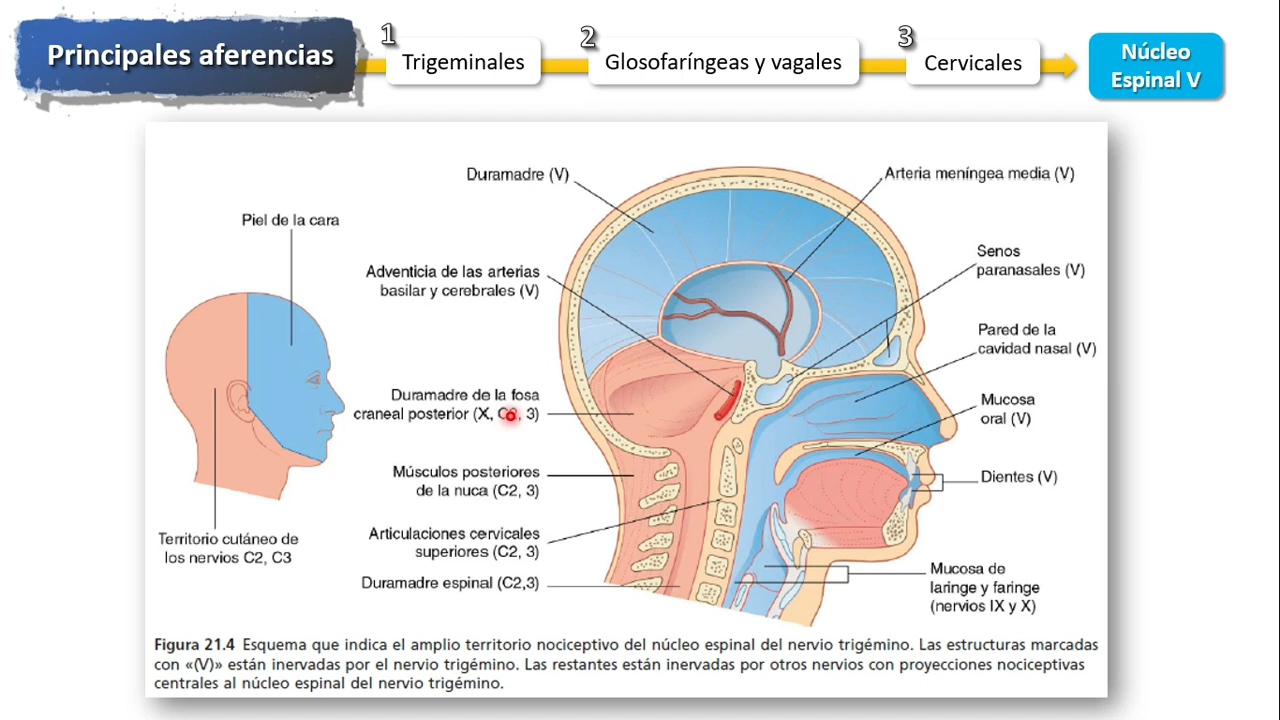 Principales aferencias
1
Trigeminales
2
Glosofaríngeas y vagales
3
Cervicales
Núcleo
Espinal V
Duramadre (V)
Arteria meníngea media (V)
Piel de la cara
Adventicia de las arterias
basilar y cerebrales (V)
Senos
paranasales (V)
Pared de la
cavidad nasal (V)
Duramadre de la fosa
craneal posterior (X, 3)
Mucosa
oral (V)
Músculos posteriores
de la nuca (C2, 3)
Dientes (V)
Articulaciones cervicales
superiores (C2, 3)
Territorio cutáneo de
los nervios C2, C3
Duramadre espinal (C2,3)
Mucosa de
laringe y faringe
(nervios IX y X)
Figura 21.4 Esquema que indica el amplio territorio nociceptivo del núcleo espinal del nervio trigémino. Las estructuras marcadas
con «(V)» están inervadas por el nervio trigémino. Las restantes están inervadas por otros nervios con proyecciones nociceptivas
centrales al núcleo espinal del nervio trigémino.